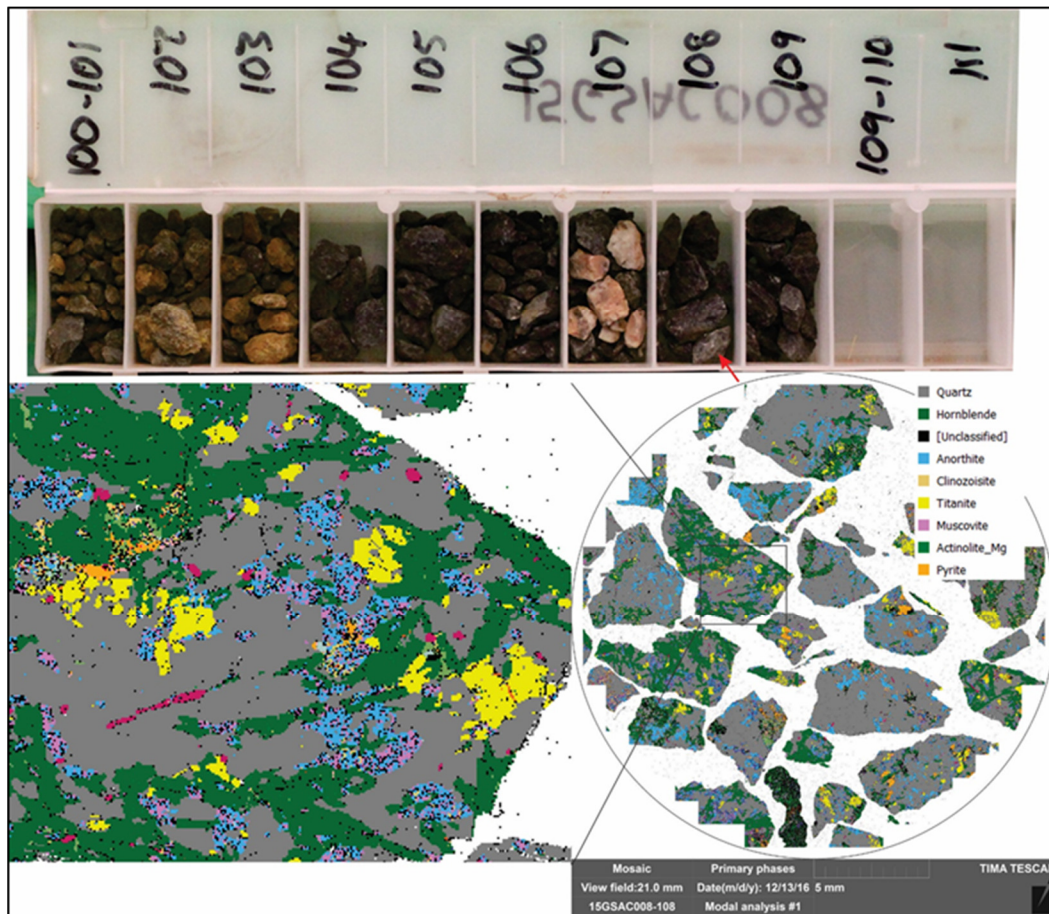 100-101 102 103 104 105 106 107 108 109 109-110 111
15GSAC008
Quartz
Hornblende
[Unclassified]
Anorthite
Clinozoisite
Titanite
Muscovite
Actinolite_Mg
Pyrite
Mosaic Primary phases TIMA TESCA
View field:21.0 mm Date(m/d/y): 12/13/16 5 mm
15GSAC008-108 Modal analysis #1